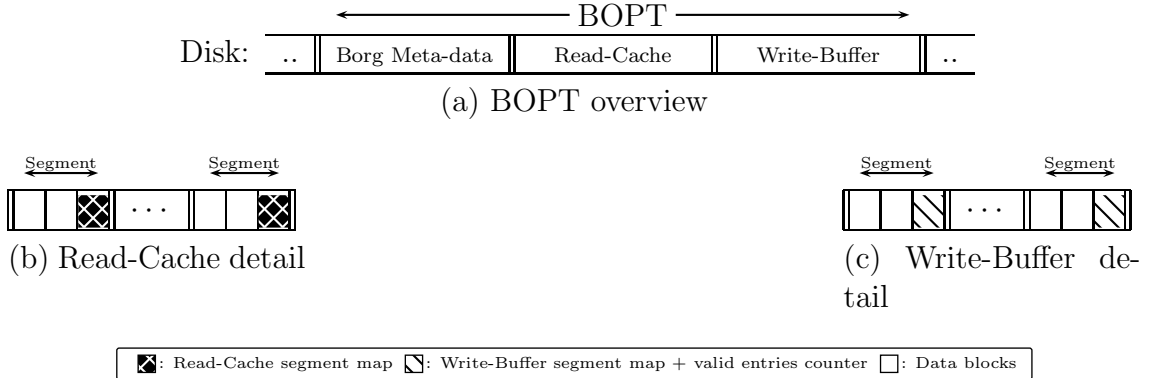 BOPT
Disk: .. Borg Meta-data Read-Cache Write-Buffer ..
(a) BOPT overview
Segment Segment
· · ·
(b) Read-Cache detail
Segment Segment
· · ·
(c) Write-Buffer de-
tail
: Read-Cache segment map : Write-Buffer segment map + valid entries counter : Data blocks